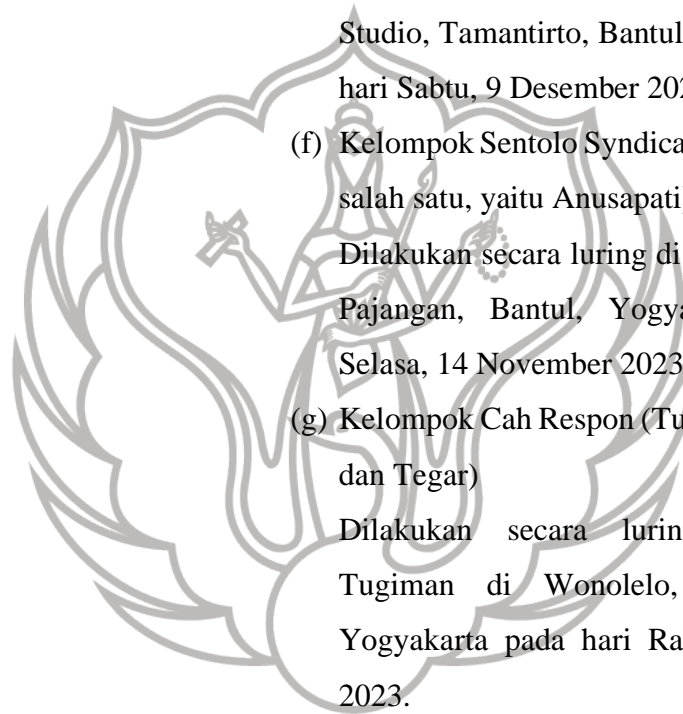 Studio, Tamantirto, Bantul
hari Sabtu, 9 Desember 202
(f) Kelompok Sentolo Syndica
salah satu, yaitu Anusapati
Dilakukan secara luring di
Pajangan, Bantul, Yogya
Selasa, 14 November 2023
(g) Kelompok Cah Respon (Tu
dan Tegar)
Dilakukan secara lurin
Tugiman di Wonolelo,
Yogyakarta pada hari Ra
2023.